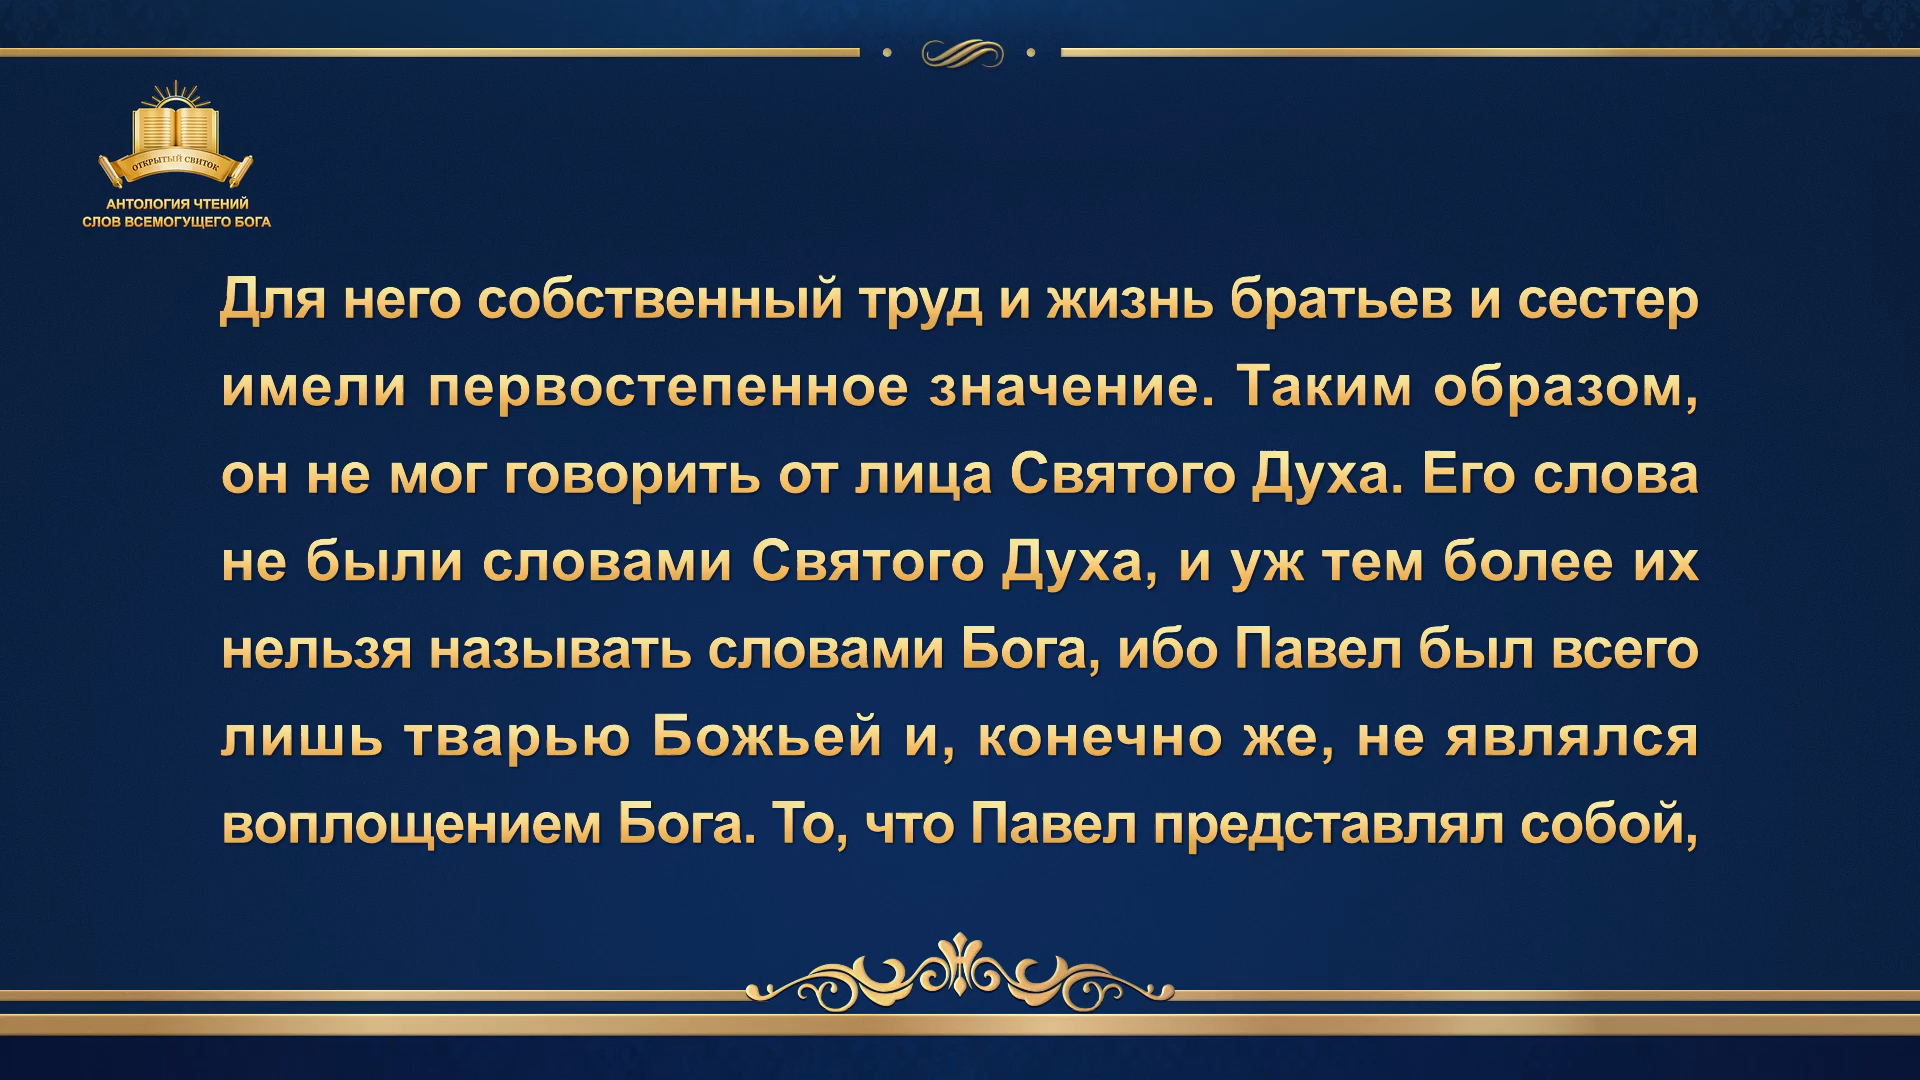 ОТКРЫТЫЙ СВИТОК
АНТОЛОГИЯ ЧТЕНИЙ
СЛОВ ВСЕМОГУЩЕГО БОГА
Для него собственный труд и жизнь братьев и сестер
имели первостепенное значение. Таким образом,
он не мог говорить от лица Святого Духа. Его слова
не были словами Святого Духа, и уж тем более их
нельзя называть словами Бога, ибо Павел был всего
лишь тварью Божьей и, конечно же, не являлся
воплощением Бога. То, что Павел представлял собой,